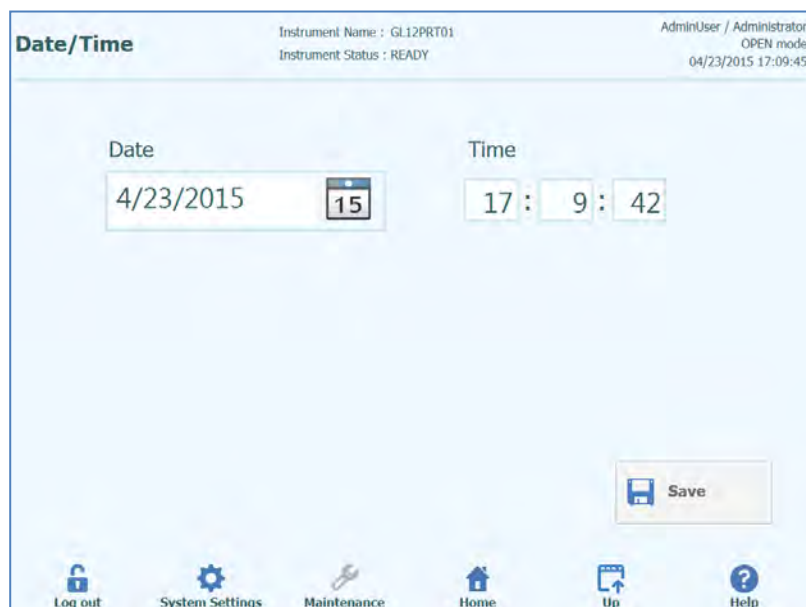 Date/Time
Instrument Name : GL12PRT01
Instrument Status : READY
AdminUser / Administrator
OPEN mode
04/23/2015 17:09:45
Date
Time
4/23/2015
15
17 : 9 : 42
Save
Log out System Settings Maintenance Home Up Help